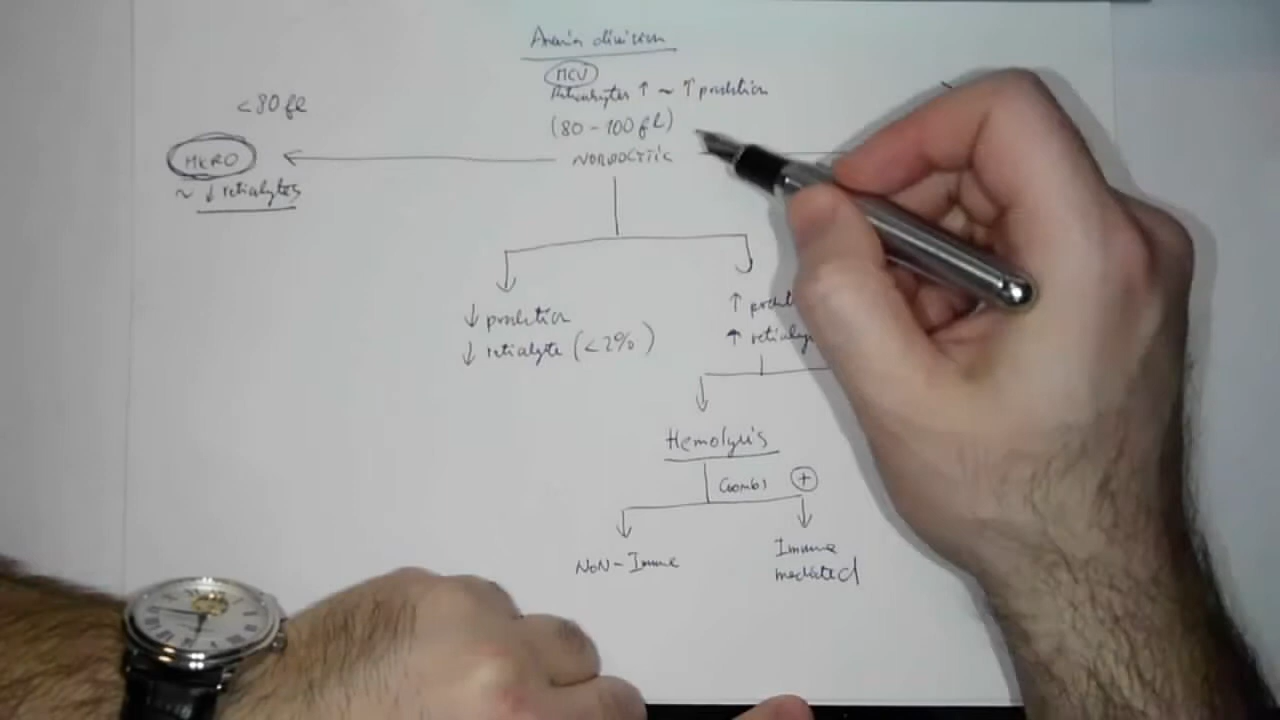 Anemia division
MCV
Reticulocytes ↑ ~ ↑ production
(80 - 100 fl)
< 80 fl
MICRO
NORMOCYTIC
~ ↓ reticulocytes
↓ production
↓ reticulocyte (< 2%)
↑
↑
Hemolysis
Coombs +
NON-Immune
Immune
mediated